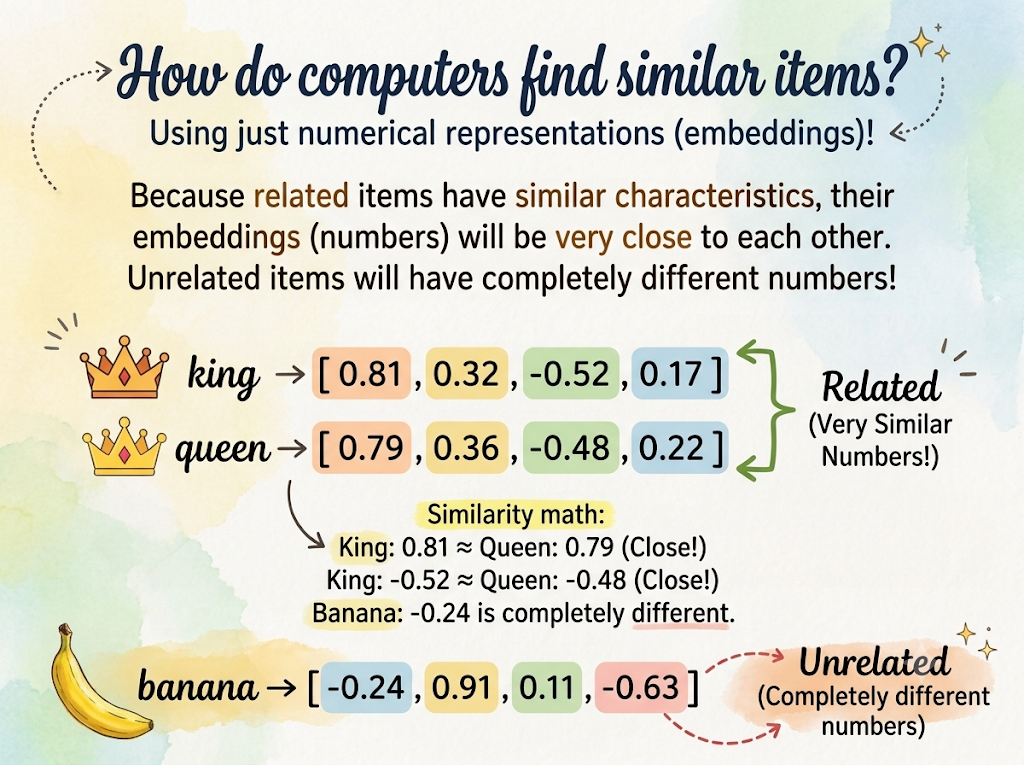 How do computers find similar items?
Using just numerical representations (embeddings)!
Because related items have similar characteristics, their
embeddings (numbers) will be very close to each other.
Unrelated items will have completely different numbers!
king → [ 0.81 , 0.32 , -0.52 , 0.17 ]
queen → [ 0.79 , 0.36 , -0.48 , 0.22 ]
Related
(Very Similar
Numbers!)
Similarity math:
King: 0.81 ≈ Queen: 0.79 (Close!)
King: -0.52 ≈ Queen: -0.48 (Close!)
Banana: -0.24 is completely different.
banana → [ -0.24 , 0.91 , 0.11 , -0.63 ]
Unrelated
(Completely different
numbers)